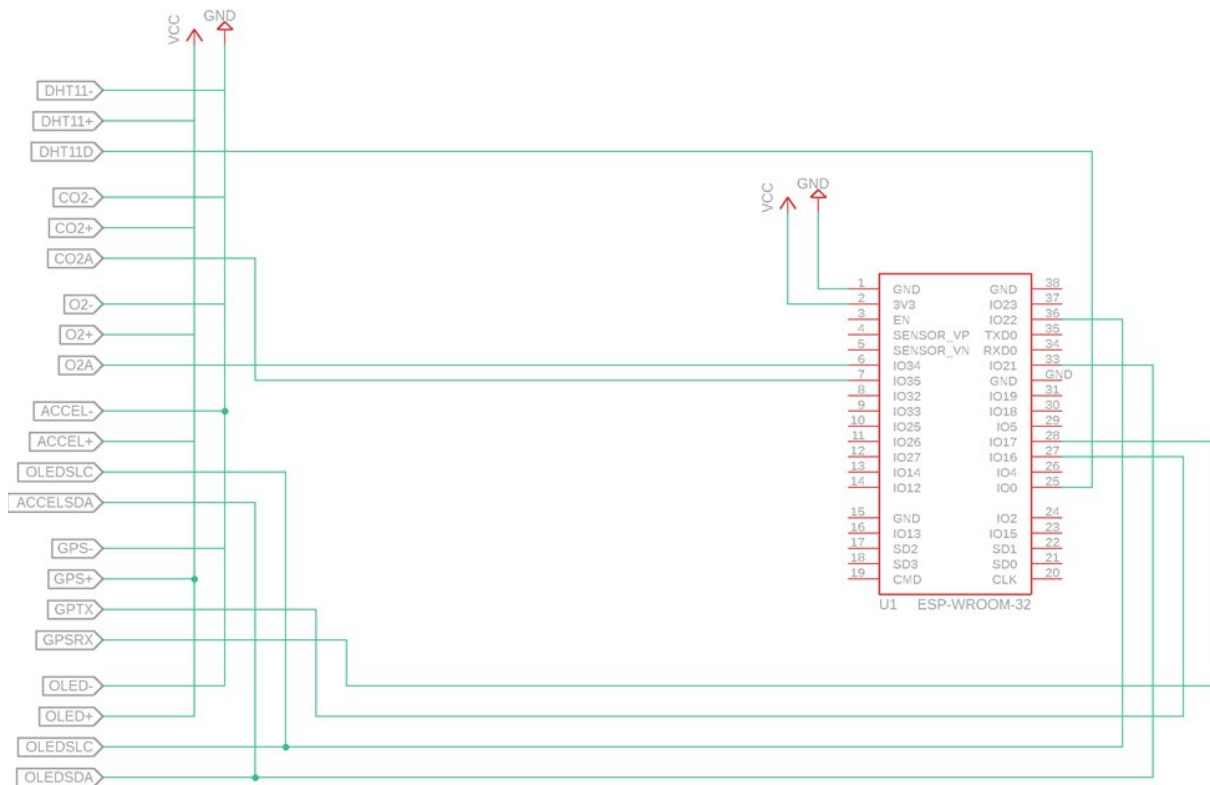 VCC
GND
DHT11-
DHT11+
DHT11D
CO2-
CO2+
CO2A
O2-
O2+
O2A
ACCEL-
ACCEL+
OLEDSLC
ACCELSDA
GPS-
GPS+
GPTX
GPSRX
OLED-
OLED+
OLEDSLC
OLEDSDA
VCC
GND
1 GND GND 38
2 3V3 IO23 37
3 EN IO22 36
4 SENSOR_VP TXD0 35
5 SENSOR_VN RXD0 34
6 IO34 IO21 33
7 IO35 GND GND
8 IO32 IO19 31
9 IO33 IO18 30
10 IO25 IO5 29
11 IO26 IO17 28
12 IO27 IO16 27
13 IO14 IO4 26
14 IO12 IO0 25
15 GND IO2 24
16 IO13 IO15 23
17 SD2 SD1 22
18 SD3 SD0 21
19 CMD CLK 20
U1 ESP-WROOM-32